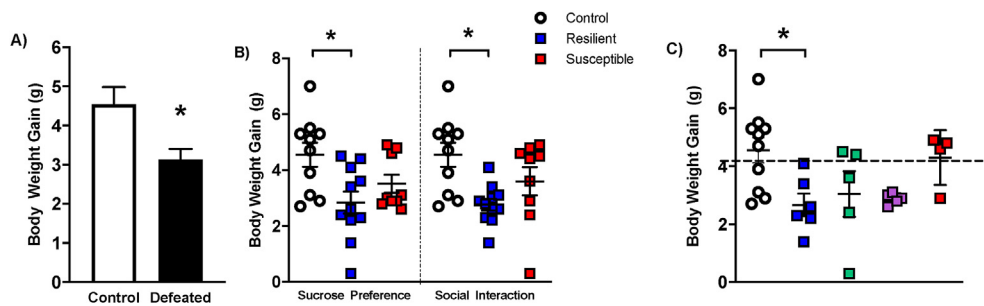 A)
Body Weight Gain (g)
6
5
4
3
2
1
0
*
Control Defeated
B)
Body Weight Gain (g)
8
6
4
2
0
*
*
Sucrose Preference
Social Interaction
Control
Resilient
Susceptible
C)
Body Weight Gain (g)
8
6
4
2
0
*